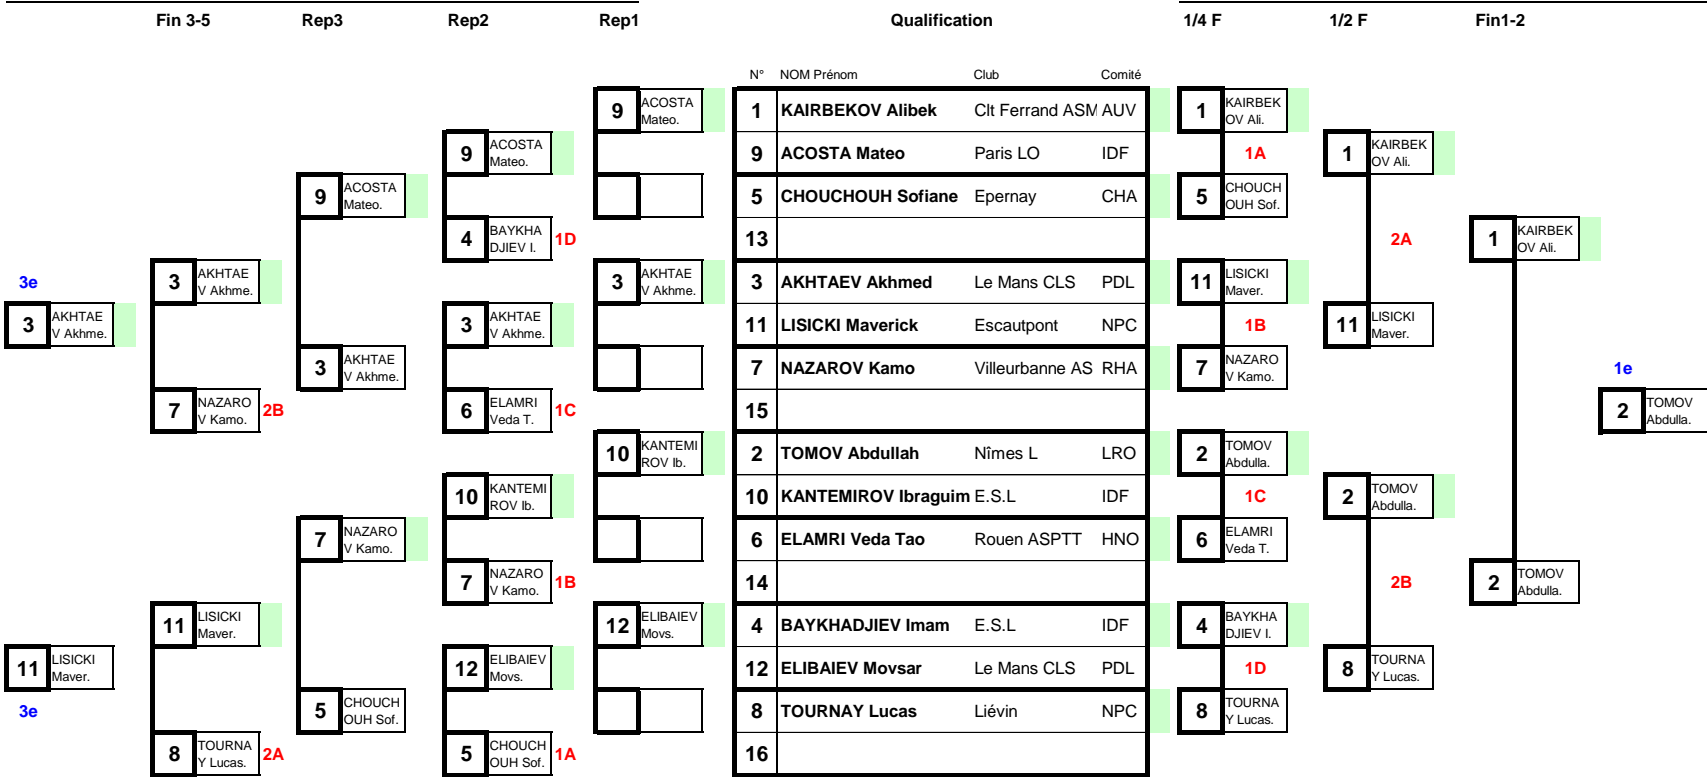 Fin 3-5 Rep3 Rep2 Rep1 Qualification 1/4 F 1/2 F Fin1-2
N° NOM Prénom Club Comité
9 ACOSTA Mateo. 1 KAIRBEKOV Alibek Clt Ferrand ASM AUV 1 KAIRBEK OV Ali.
9 ACOSTA Mateo. 9 ACOSTA Mateo Paris LO IDF 1A 1 KAIRBEK OV Ali.
9 ACOSTA Mateo. 5 CHOUCHOUH Sofiane Epernay CHA 5 CHOUCH OUH Sof.
4 BAYKHA DJIEV I. 1D 13 2A 1 KAIRBEK OV Ali.
3e 3 AKHTAE V Akhme. 3 AKHTAE V Akhme. 3 AKHTAEV Akhmed Le Mans CLS PDL 11 LISICKI Maver.
3 AKHTAE V Akhme. 3 AKHTAE V Akhme. 11 LISICKI Maverick Escautpont NPC 1B 11 LISICKI Maver.
3 AKHTAE V Akhme. 7 NAZAROV Kamo Villeurbanne AS RHA 7 NAZARO V Kamo. 1e
7 NAZARO V Kamo. 2B 6 ELAMRI Veda T. 1C 15 2 TOMOV Abdulla.
10 KANTEMI ROV Ib. 2 TOMOV Abdullah Nîmes L LRO 2 TOMOV Abdulla.
10 KANTEMI ROV Ib. 10 KANTEMIROV Ibraguim E.S.L IDF 1C 2 TOMOV Abdulla.
7 NAZARO V Kamo. 6 ELAMRI Veda Tao Rouen ASPTT HNO 6 ELAMRI Veda T.
7 NAZARO V Kamo. 1B 14 2B 2 TOMOV Abdulla.
11 LISICKI Maver. 12 ELIBAIEV Movs. 4 BAYKHADJIEV Imam E.S.L IDF 4 BAYKHA DJIEV I.
11 LISICKI Maver. 12 ELIBAIEV Movs. 12 ELIBAIEV Movsar Le Mans CLS PDL 1D 8 TOURNA Y Lucas.
3e 5 CHOUCH OUH Sof. 8 TOURNAY Lucas Liévin NPC 8 TOURNA Y Lucas.
8 TOURNA Y Lucas. 2A 5 CHOUCH OUH Sof. 1A 16